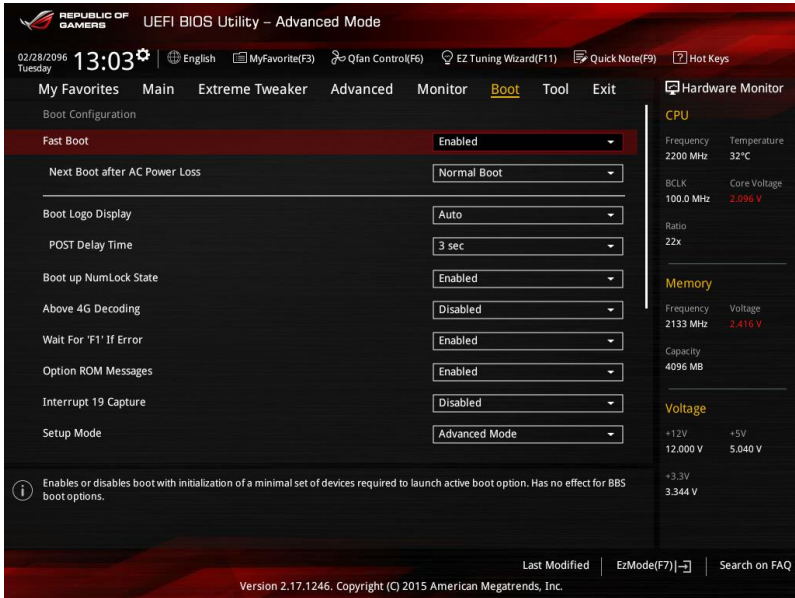 REPUBLIC OF
GAMERS
UEFI BIOS Utility – Advanced Mode
02/28/2096
Tuesday
13:03
English
MyFavorite(F3)
Qfan Control(F6)
EZ Tuning Wizard(F11)
Quick Note(F9)
? Hot Keys
My Favorites
Main
Extreme Tweaker
Advanced
Monitor
Boot
Tool
Exit
Boot Configuration
Fast Boot
Enabled
Next Boot after AC Power Loss
Normal Boot
Boot Logo Display
Auto
POST Delay Time
3 sec
Boot up NumLock State
Enabled
Above 4G Decoding
Disabled
Wait For 'F1' If Error
Enabled
Option ROM Messages
Enabled
Interrupt 19 Capture
Disabled
Setup Mode
Advanced Mode
Enables or disables boot with initialization of a minimal set of devices required to launch active boot option. Has no effect for BBS
boot options.
Hardware Monitor
CPU
Frequency Temperature
2200 MHz 32°C
BCLK Core Voltage
100.0 MHz 2.096 V
Ratio
22x
Memory
Frequency Voltage
2133 MHz 2.416 V
Capacity
4096 MB
Voltage
+12V +5V
12.000 V 5.040 V
+3.3V
3.344 V
Last Modified
EzMode(F7)
Search on FAQ
Version 2.17.1246. Copyright (C) 2015 American Megatrends, Inc.